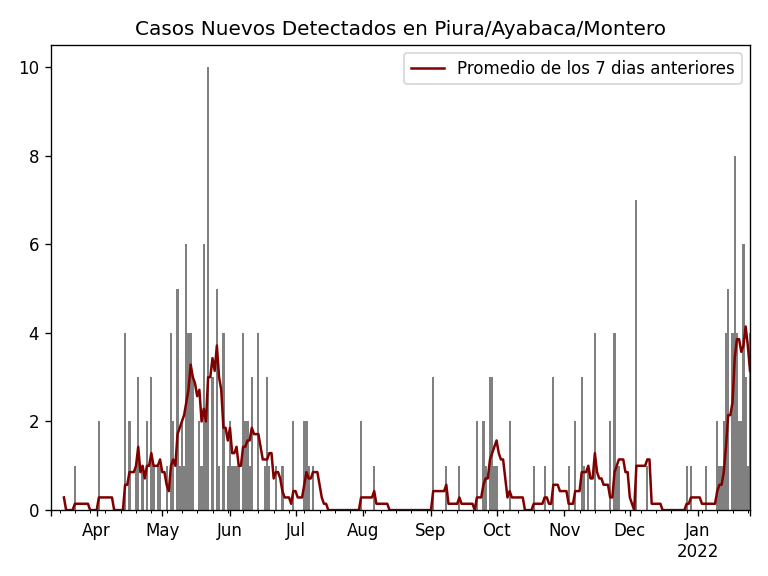 Casos Nuevos Detectados en Piura/Ayabaca/Montero
Promedio de los 7 dias anteriores
10
8
6
4
2
0
Apr May Jun Jul Aug Sep Oct Nov Dec Jan
2022